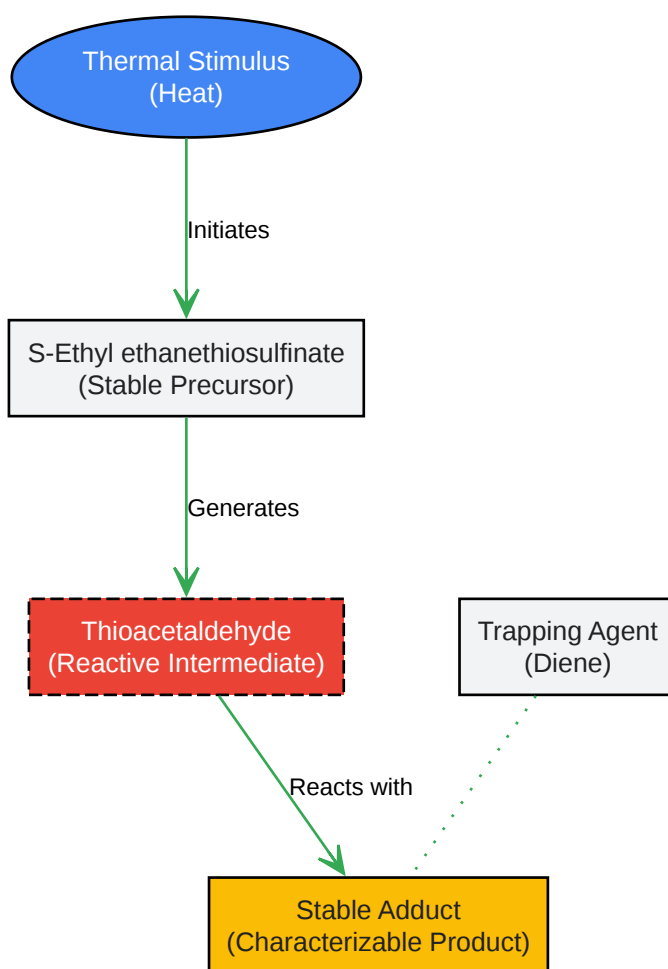 Thermal Stimulus
(Heat)
Initiates
S-Ethyl ethanethiosulfinate
(Stable Precursor)
Generates
Thioacetaldehyde
(Reactive Intermediate)
Trapping Agent
(Diene)
Reacts with
Stable Adduct
(Characterizable Product)